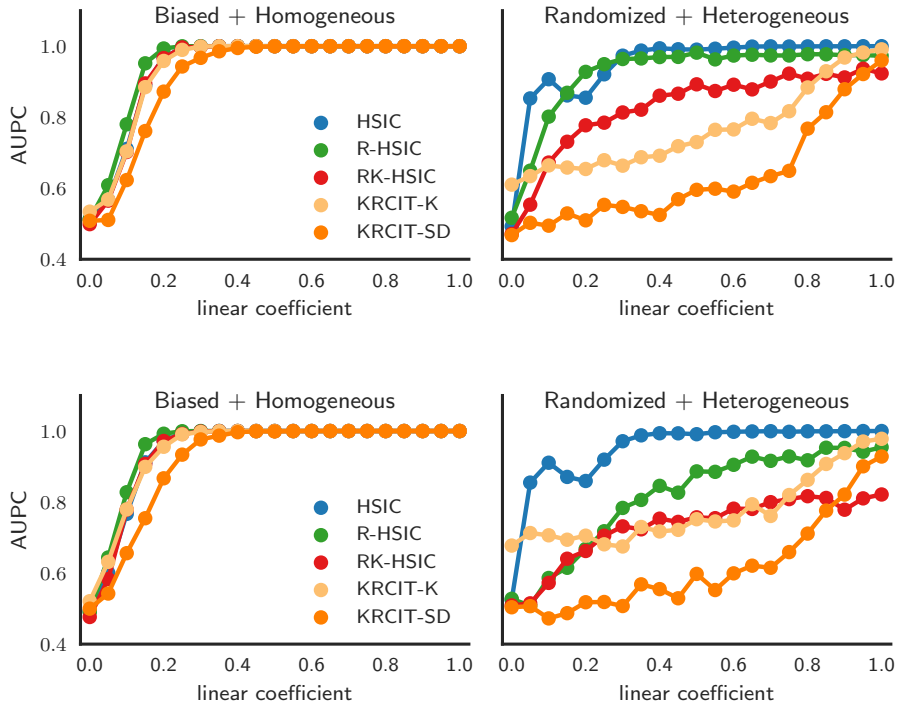 Biased + Homogeneous
Randomized + Heterogeneous
AUPC
1.0
0.8
0.6
0.4
HSIC
R-HSIC
RK-HSIC
KRCIT-K
KRCIT-SD
0.0 0.2 0.4 0.6 0.8 1.0
linear coefficient
0.0 0.2 0.4 0.6 0.8 1.0
linear coefficient
Biased + Homogeneous
Randomized + Heterogeneous
AUPC
1.0
0.8
0.6
0.4
HSIC
R-HSIC
RK-HSIC
KRCIT-K
KRCIT-SD
0.0 0.2 0.4 0.6 0.8 1.0
linear coefficient
0.0 0.2 0.4 0.6 0.8 1.0
linear coefficient